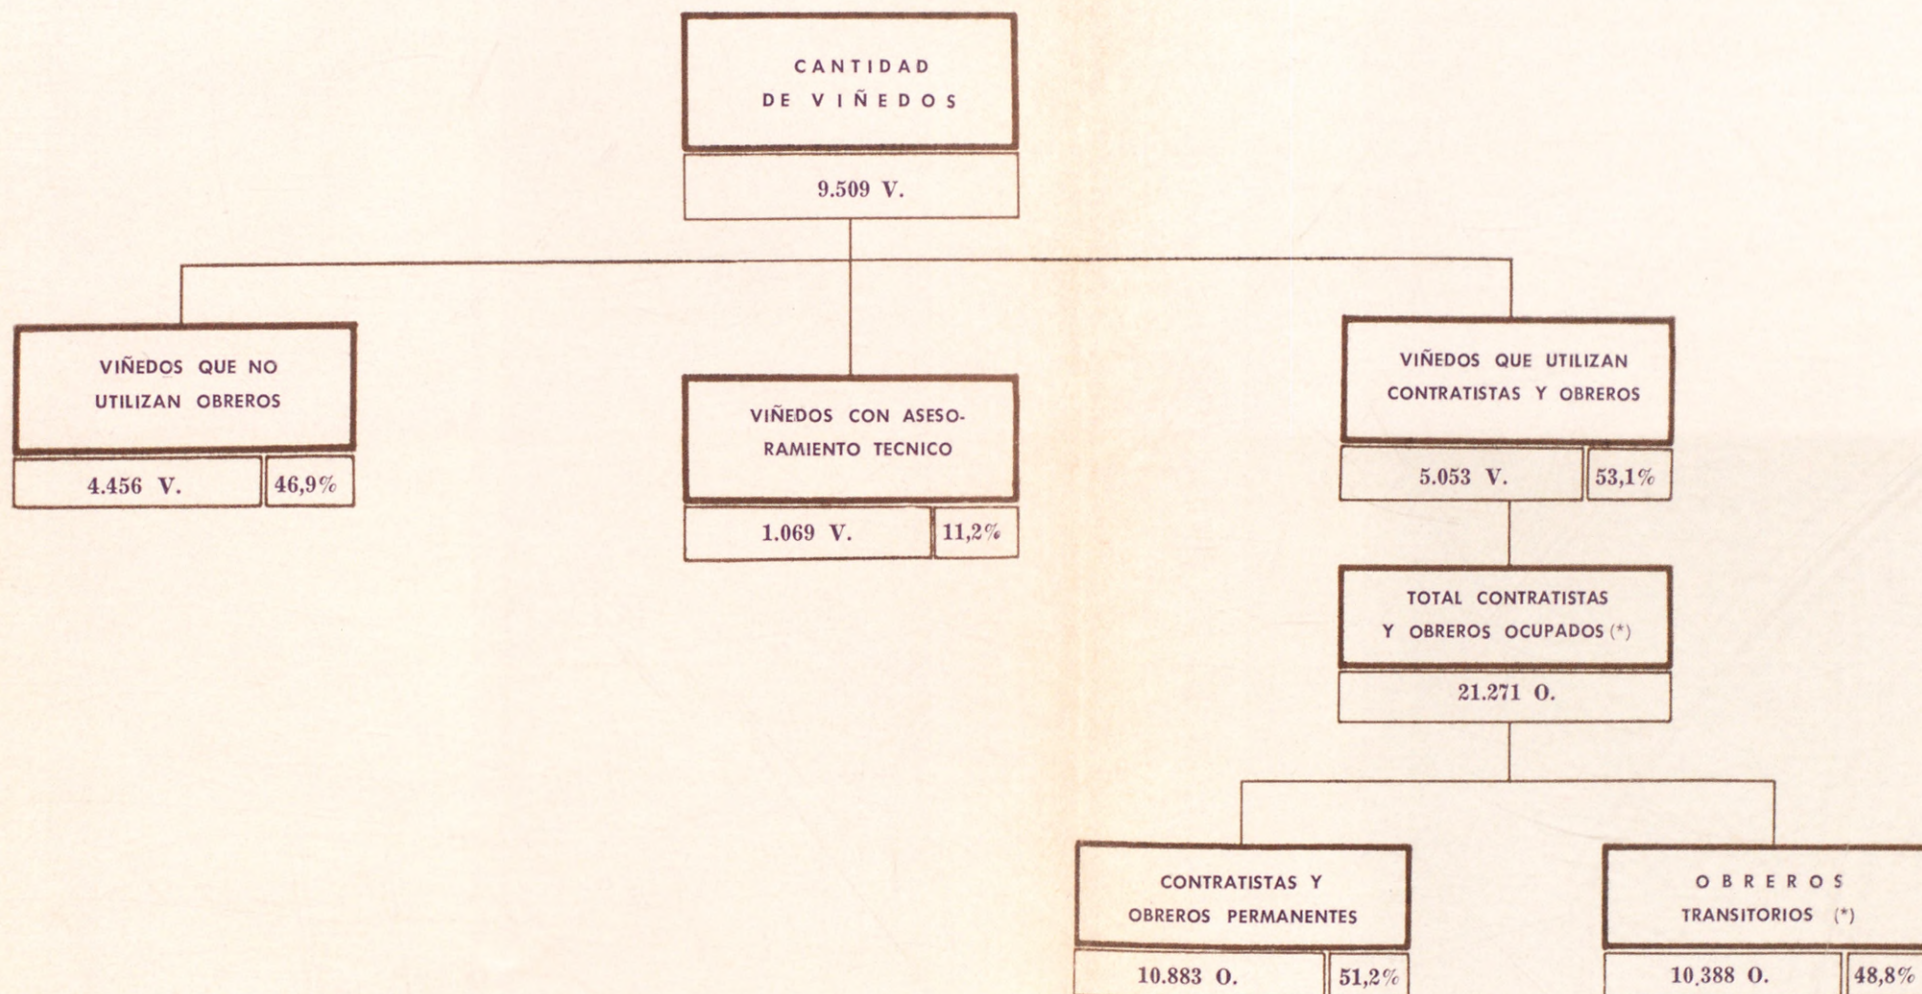 CANTIDAD
DE VIÑEDOS
9.509 V.
VIÑEDOS QUE NO
UTILIZAN OBREROS
4.456 V. 46,9%
VIÑEDOS CON ASESO-
RAMIENTO TECNICO
1.069 V. 11,2%
VIÑEDOS QUE UTILIZAN
CONTRATISTAS Y OBREROS
5.053 V. 53,1%
TOTAL CONTRATISTAS
Y OBREROS OCUPADOS (*)
21.271 O.
CONTRATISTAS Y
OBREROS PERMANENTES
10.883 O. 51,2%
OBREROS
TRANSITORIOS (*)
10.388 O. 48,8%